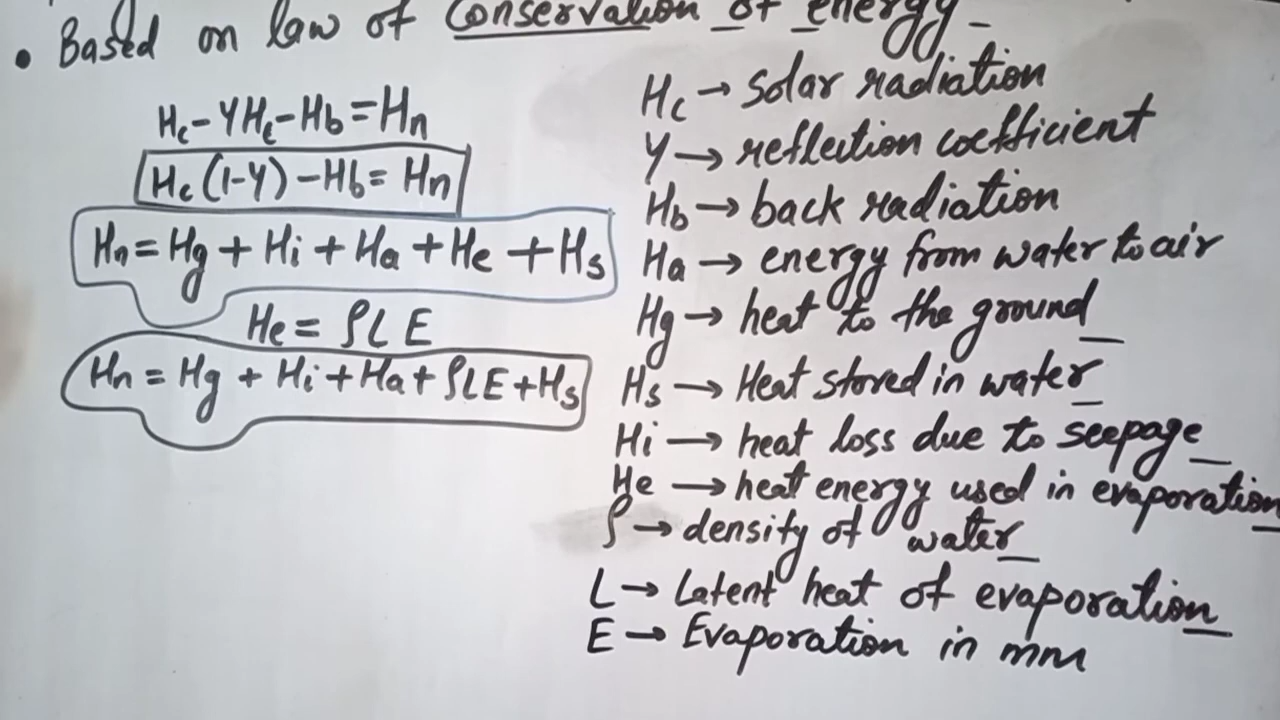 • Based on law of Conservation of energy -
Hc - YHc - Hb = Hn
Hc (1-Y) - Hb = Hn
Hn = Hg + Hi + Ha + He + Hs
He = ρLE
Hn = Hg + Hi + Ha + ρLE + Hs
Hc → solar radiation
Y → reflection coefficient
Hb → back radiation
Ha → energy from water to air
Hg → heat to the ground
Hs → Heat stored in water
Hi → heat loss due to seepage
He → heat energy used in evaporation
ρ → density of water
L → Latent heat of evaporation
E → Evaporation in mm